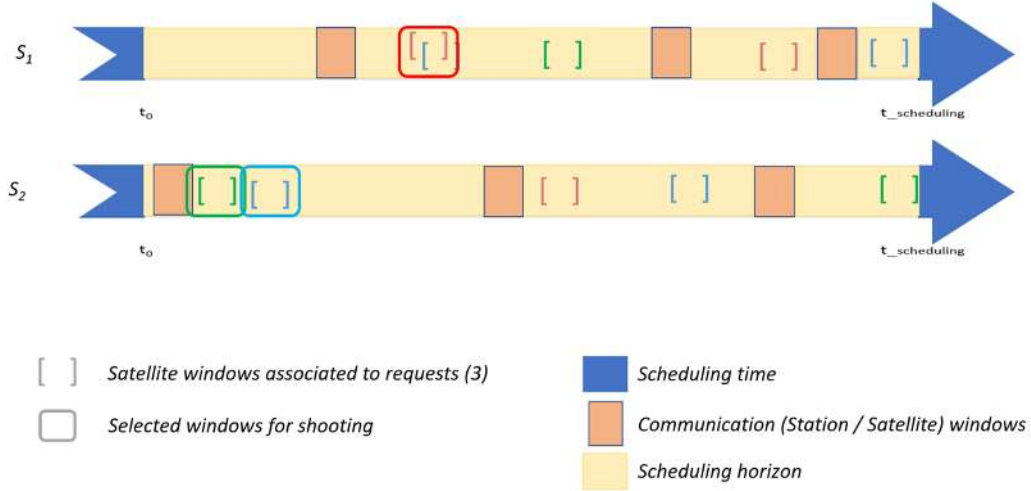 S1
t0
t_scheduling
S2
t0
t_scheduling
[ ] Satellite windows associated to requests (3)
Selected windows for shooting
Scheduling time
Communication (Station / Satellite) windows
Scheduling horizon